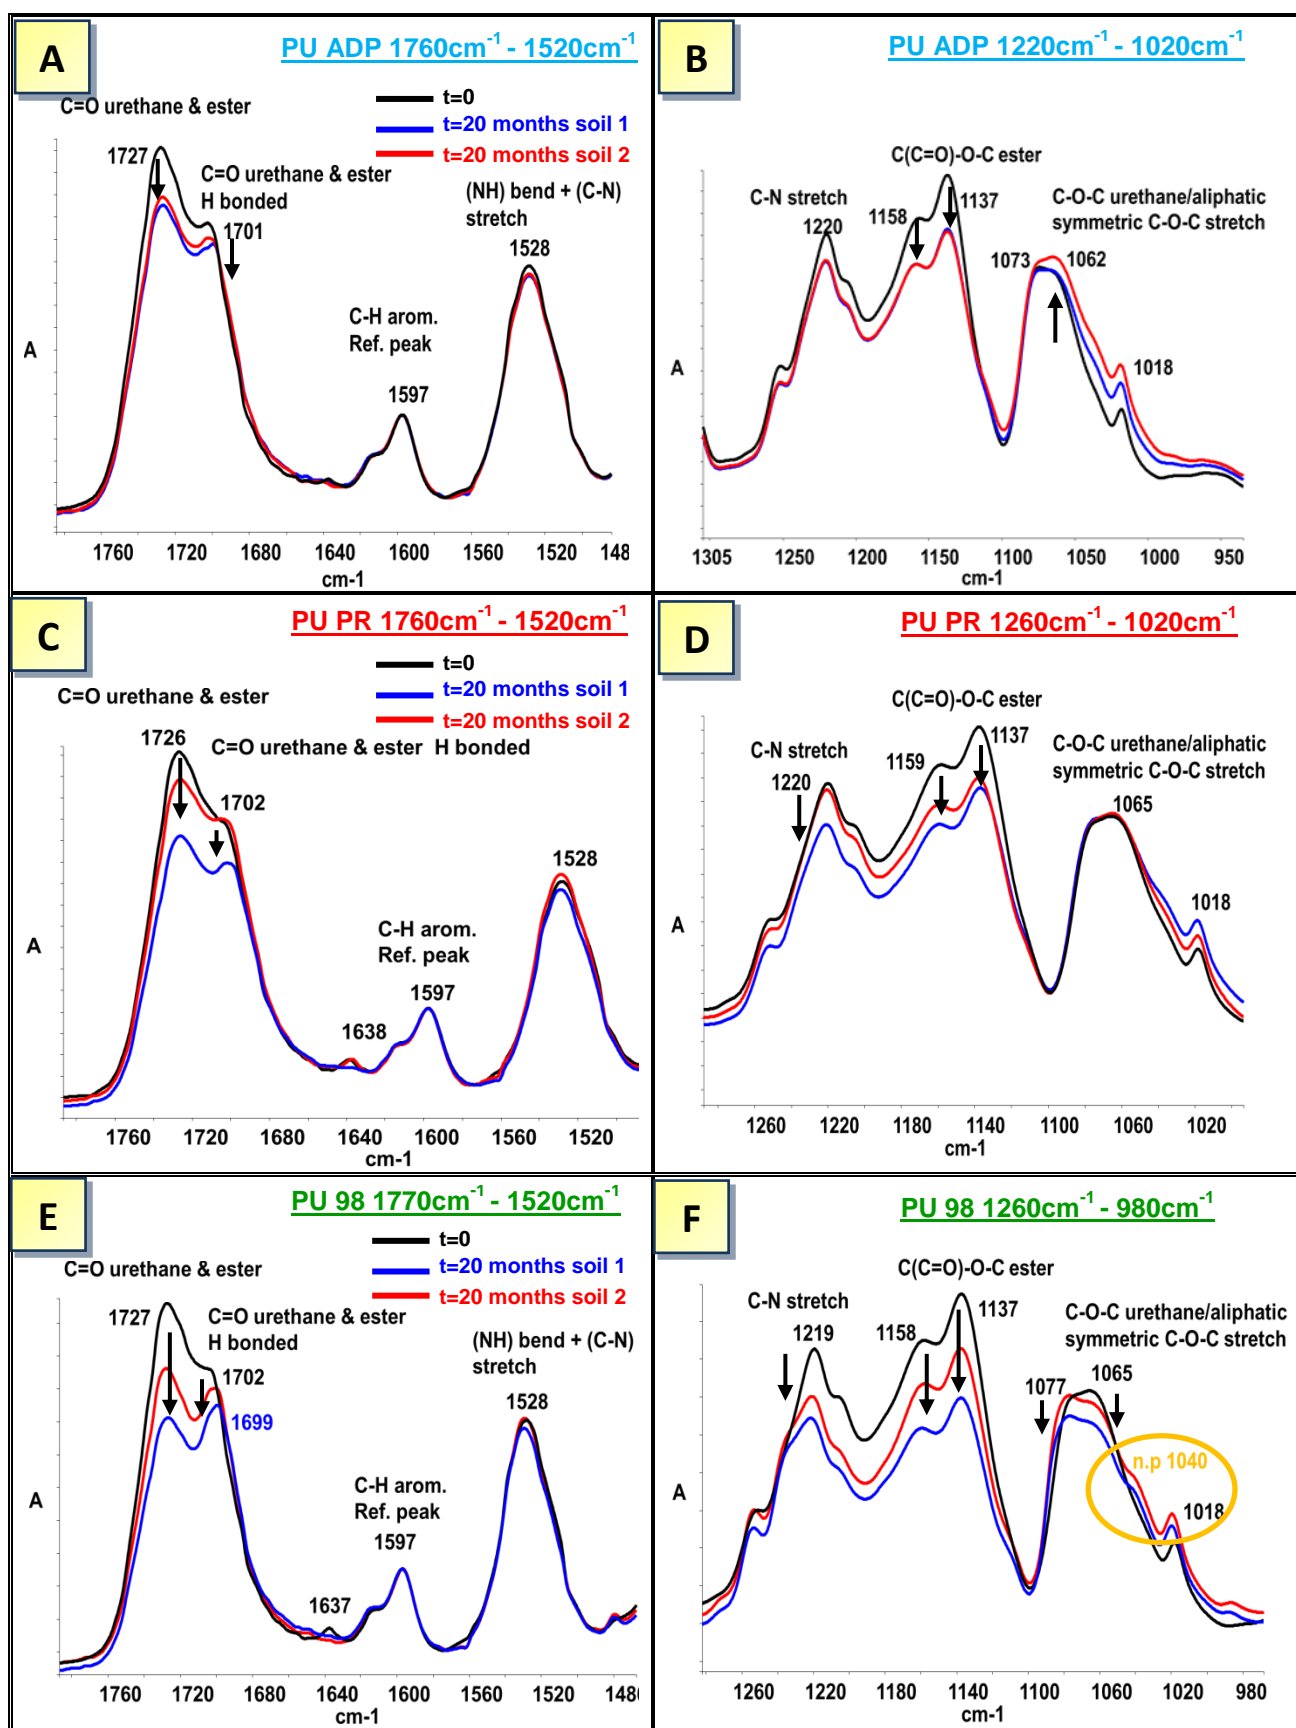 A
PU ADP 1760cm⁻¹ - 1520cm⁻¹
C=O urethane & ester
t=0
t=20 months soil 1
t=20 months soil 2
1727
C=O urethane & ester
H bonded
1701
(NH) bend + (C-N)
stretch
1528
C-H arom.
Ref. peak
1597
A
1760 1720 1680 1640 1600 1560 1520 148
cm-1
B
PU ADP 1220cm⁻¹ - 1020cm⁻¹
C(C=O)-O-C ester
C-N stretch
1220
1158
1137
C-O-C urethane/aliphatic
symmetric C-O-C stretch
1073
1062
1018
A
1305 1250 1200 1150 1100 1050 1000 950
cm-1
C
PU PR 1760cm⁻¹ - 1520cm⁻¹
t=0
t=20 months soil 1
t=20 months soil 2
C=O urethane & ester
1726
C=O urethane & ester H bonded
1702
1528
C-H arom.
Ref. peak
1597
1638
A
1760 1720 1680 1640 1600 1560 1520
cm-1
D
PU PR 1260cm⁻¹ - 1020cm⁻¹
C(C=O)-O-C ester
C-N stretch
1220
1159
1137
C-O-C urethane/aliphatic
symmetric C-O-C stretch
1065
1018
A
1260 1220 1180 1140 1100 1060 1020
cm-1
E
PU 98 1770cm⁻¹ - 1520cm⁻¹
t=0
t=20 months soil 1
t=20 months soil 2
C=O urethane & ester
1727
C=O urethane & ester
H bonded
1702
1699
(NH) bend + (C-N)
stretch
1528
C-H arom.
Ref. peak
1597
1637
A
1760 1720 1680 1640 1600 1560 1520 1480
cm-1
F
PU 98 1260cm⁻¹ - 980cm⁻¹
C(C=O)-O-C ester
C-N stretch
1219
1158
1137
C-O-C urethane/aliphatic
symmetric C-O-C stretch
1077
1065
n.p 1040
1018
A
1260 1220 1180 1140 1100 1060 1020 980
cm-1